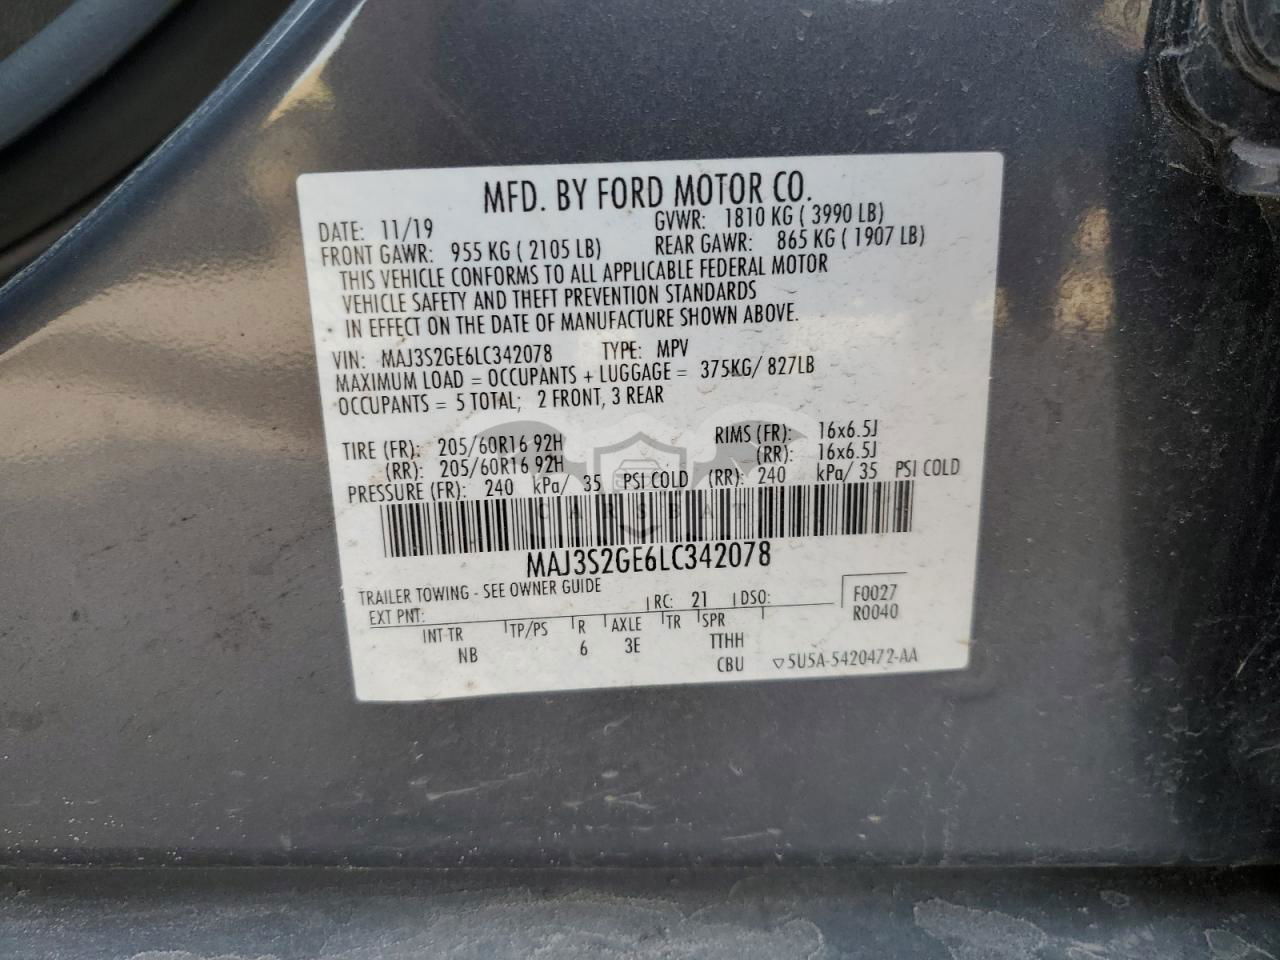 MFD. BY FORD MOTOR CO.
DATE: 11/19 GVWR: 1810 KG ( 3990 LB)
FRONT GAWR: 955 KG ( 2105 LB) REAR GAWR: 865 KG ( 1907 LB)
THIS VEHICLE CONFORMS TO ALL APPLICABLE FEDERAL MOTOR
VEHICLE SAFETY AND THEFT PREVENTION STANDARDS
IN EFFECT ON THE DATE OF MANUFACTURE SHOWN ABOVE.
VIN: MAJ3S2GE6LC342078 TYPE: MPV
MAXIMUM LOAD = OCCUPANTS + LUGGAGE = 375KG/ 827LB
OCCUPANTS = 5 TOTAL; 2 FRONT, 3 REAR
TIRE (FR): 205/60R16 92H RIMS (FR): 16x6.5J
(RR): 205/60R16 92H (RR): 16x6.5J
PRESSURE (FR): 240 kPa/ 35 PSI COLD (RR): 240 kPa/ 35 PSI COLD
CARSBAT
MAJ3S2GE6LC342078
TRAILER TOWING - SEE OWNER GUIDE
EXT PNT: RC: 21 DSO: F0027
R0040
INT TR TP/PS R AXLE TR SPR
NB 6 3E TTHH
CBU ▽5U5A-5420472-AA